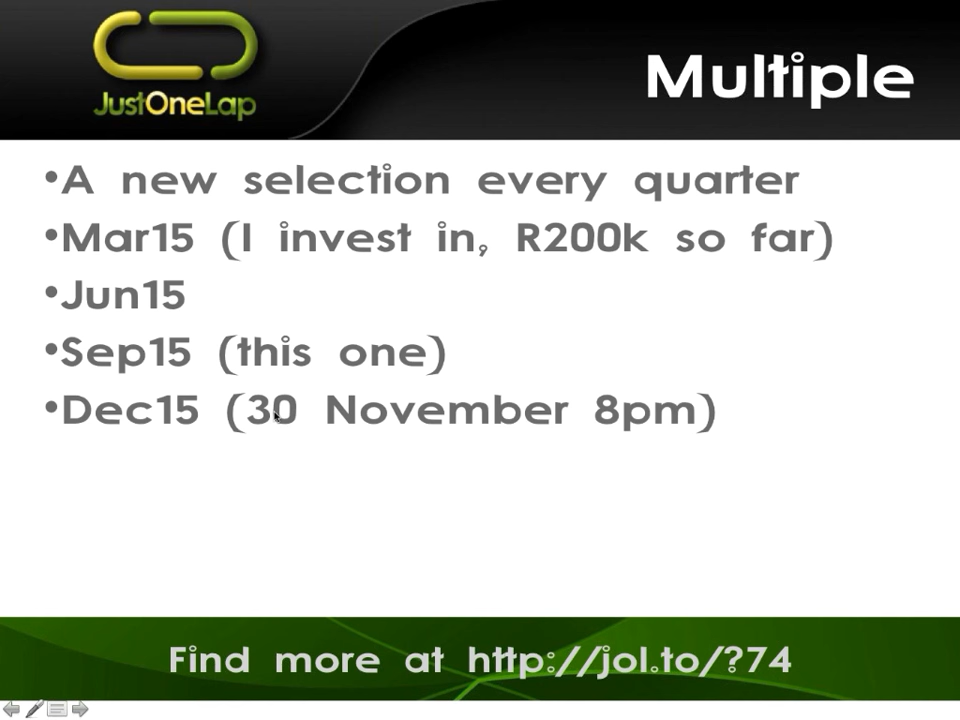 JustOneLap
Multiple
•A new selection every quarter
•Mar15 (I invest in, R200k so far)
•Jun15
•Sep15 (this one)
•Dec15 (30 November 8pm)
Find more at http://jol.to/?74